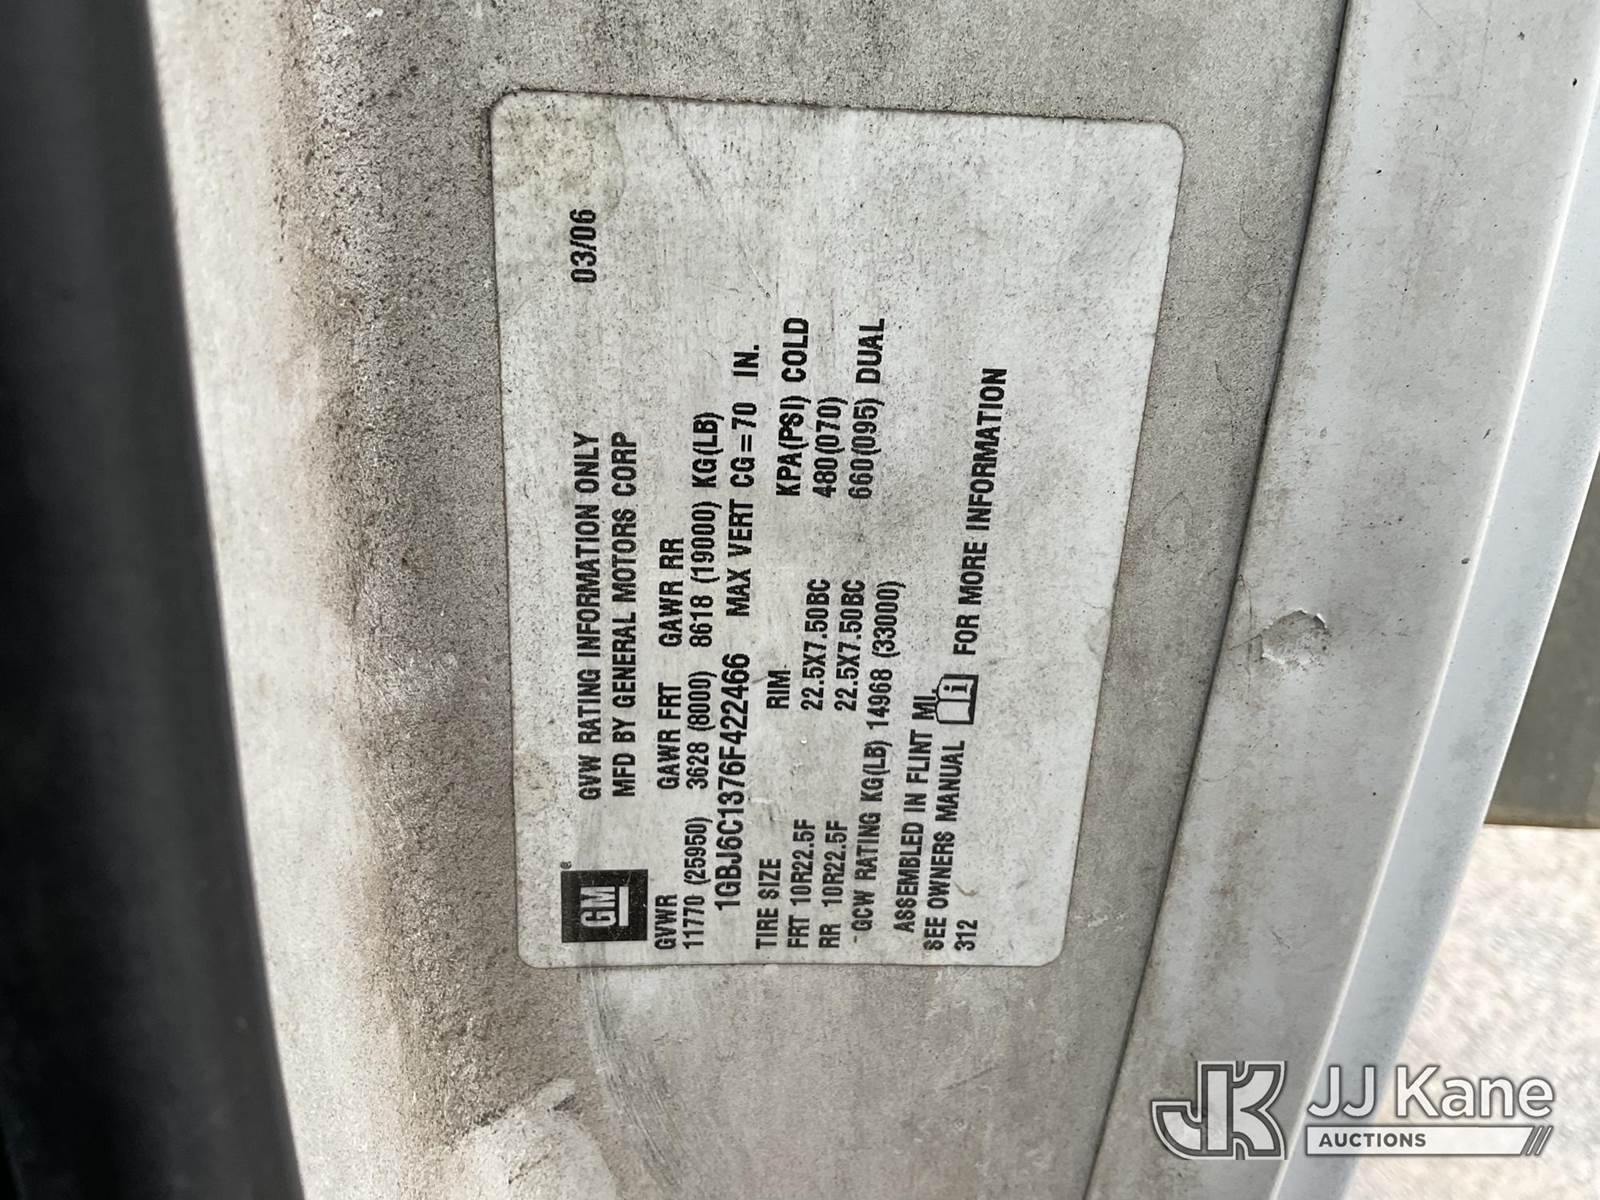 GM ®
GVW RATING INFORMATION ONLY 03/06
MFD BY GENERAL MOTORS CORP
GVWR GAWR FRT GAWR RR
11770 (25950) 3628 (8000) 8618 (19000) KG(LB)
1GBJ6C1376F422466 MAX VERT CG=70 IN.
TIRE SIZE RIM KPA(PSI) COLD
FRT 10R22.5F 22.5X7.50BC 480(070)
RR 10R22.5F 22.5X7.50BC 660(095) DUAL
GCW RATING KG(LB) 14968 (33000)
ASSEMBLED IN FLINT MI.
SEE OWNERS MANUAL i FOR MORE INFORMATION
312
JK JJ Kane
AUCTIONS